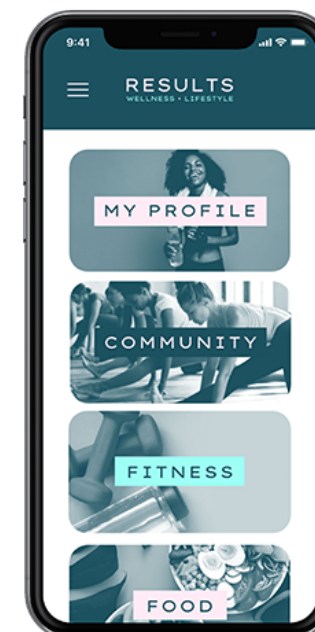 9:41
RESULTS
WELLNESS • LIFESTYLE
MY PROFILE
COMMUNITY
FITNESS
FOOD